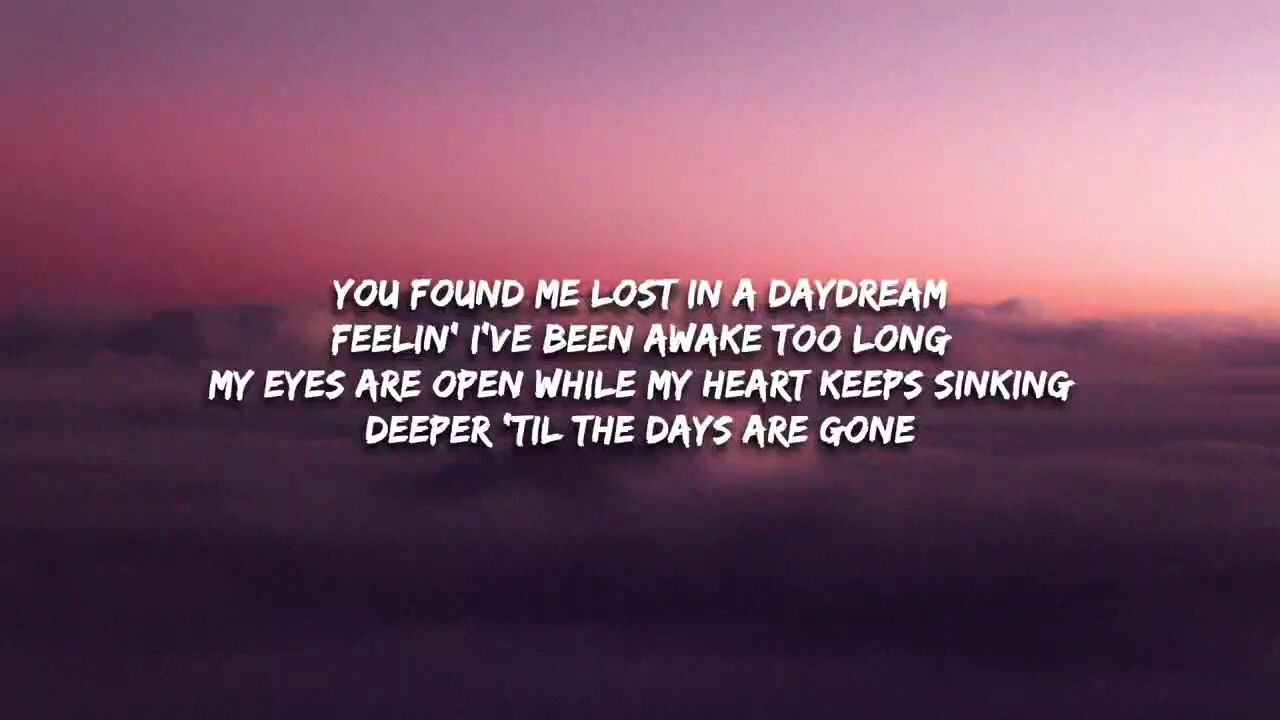 YOU FOUND ME LOST IN A DAYDREAM
FEELIN' I'VE BEEN AWAKE TOO LONG
MY EYES ARE OPEN WHILE MY HEART KEEPS SINKING
DEEPER 'TIL THE DAYS ARE GONE